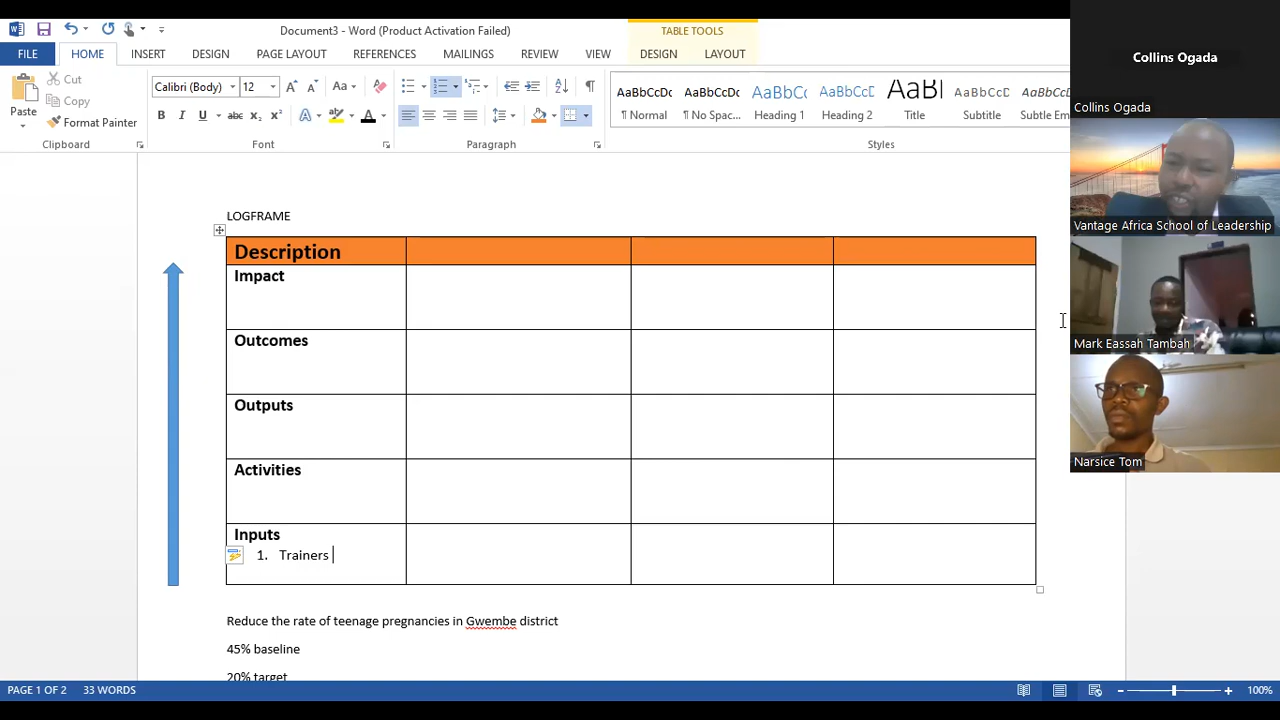 Document3 - Word (Product Activation Failed)
TABLE TOOLS
FILE HOME INSERT DESIGN PAGE LAYOUT REFERENCES MAILINGS REVIEW VIEW DESIGN LAYOUT
Paste
Cut
Copy
Format Painter
Clipboard
Calibri (Body) 12
Font
Paragraph
AaBbCcDc AaBbCcDc AaBbCc AaBbCcD AaBl AaBbCcD AaBbCcD
¶ Normal ¶ No Spac... Heading 1 Heading 2 Title Subtitle Subtle Em
Styles
LOGFRAME
Description
Impact
Outcomes
Outputs
Activities
Inputs
1. Trainers
Reduce the rate of teenage pregnancies in Gwembe district
45% baseline
20% target
PAGE 1 OF 2 33 WORDS
100%
Collins Ogada
Collins Ogada
Vantage Africa School of Leadership
Mark Eassah Tambah
Narsice Tom